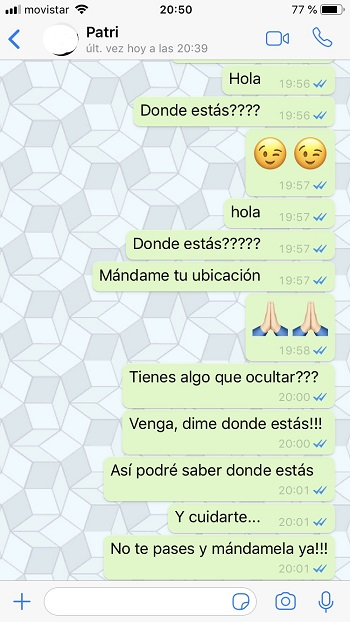 movistar 20:50 77 %
Patri
últ. vez hoy a las 20:39
Hola 19:56
Donde estás???? 19:56
19:57
hola 19:57
Donde estás????? 19:57
Mándame tu ubicación 19:57
19:58
Tienes algo que ocultar???
20:00
Venga, dime donde estás!!!
20:00
Así podré saber donde estás
20:01
Y cuidarte... 20:01
No te pases y mándamela ya!!!
20:01